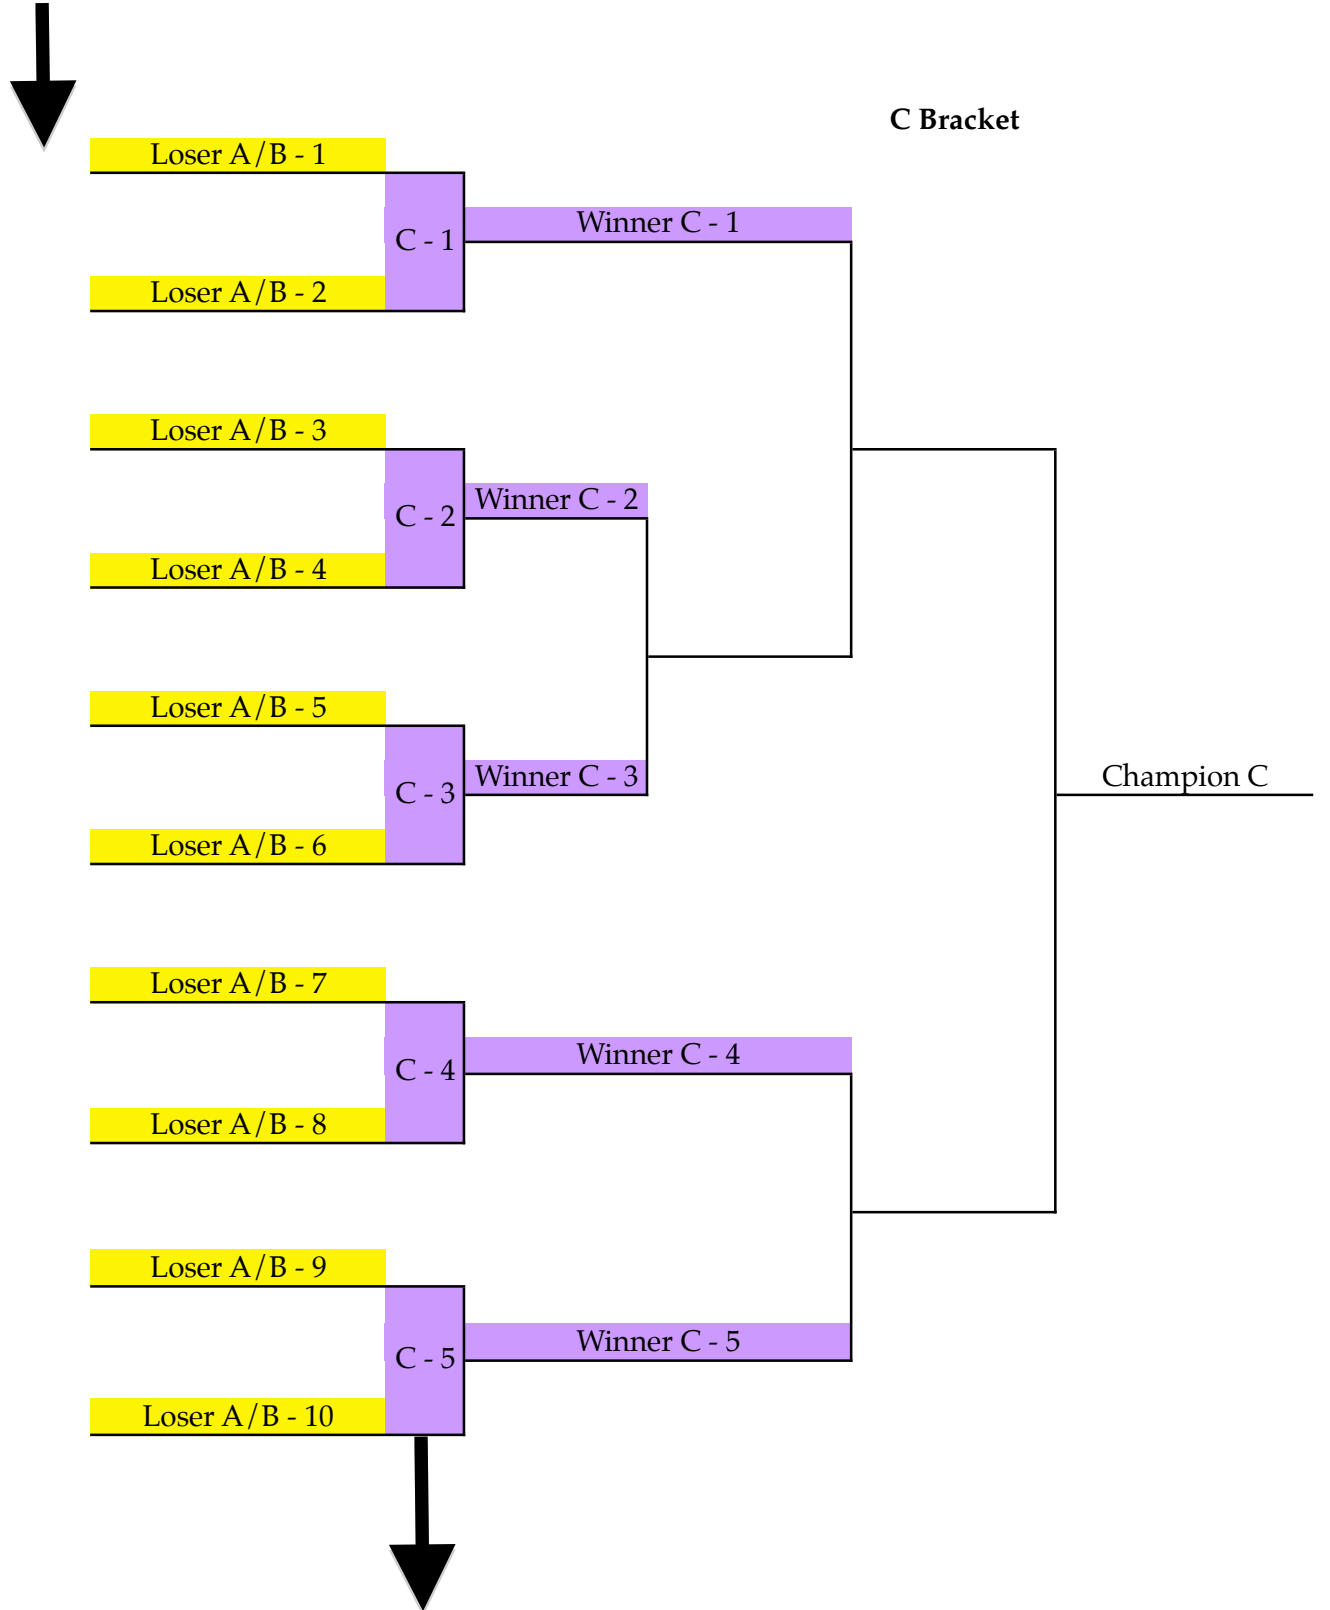 C Bracket
Loser A/B - 1
Winner C - 1
C - 1
Loser A/B - 2
Loser A/B - 3
Winner C - 2
C - 2
Loser A/B - 4
Loser A/B - 5
Winner C - 3
Champion C
C - 3
Loser A/B - 6
Loser A/B - 7
Winner C - 4
C - 4
Loser A/B - 8
Loser A/B - 9
Winner C - 5
C - 5
Loser A/B - 10